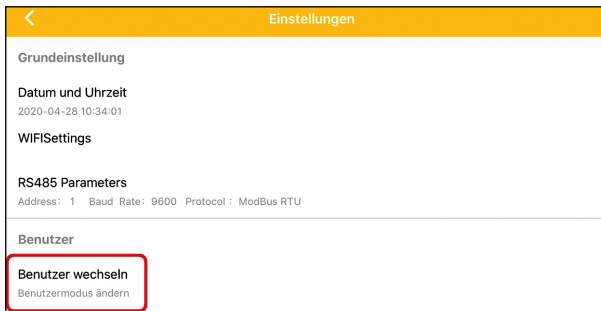 Einstellungen
Grundeinstellung
Datum und Uhrzeit
2020-04-28 10:34:01
WIFISettings
RS485 Parameters
Address: 1 Baud Rate: 9600 Protocol : ModBus RTU
Benutzer
Benutzer wechseln
Benutzermodus ändern